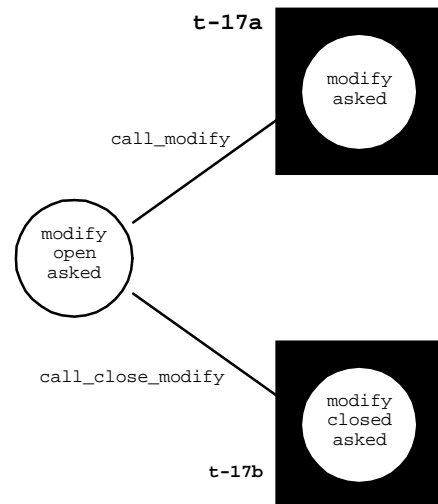 t-17a
modify
asked
call_modify
modify
open
asked
call_close_modify
modify
closed
asked
t-17b